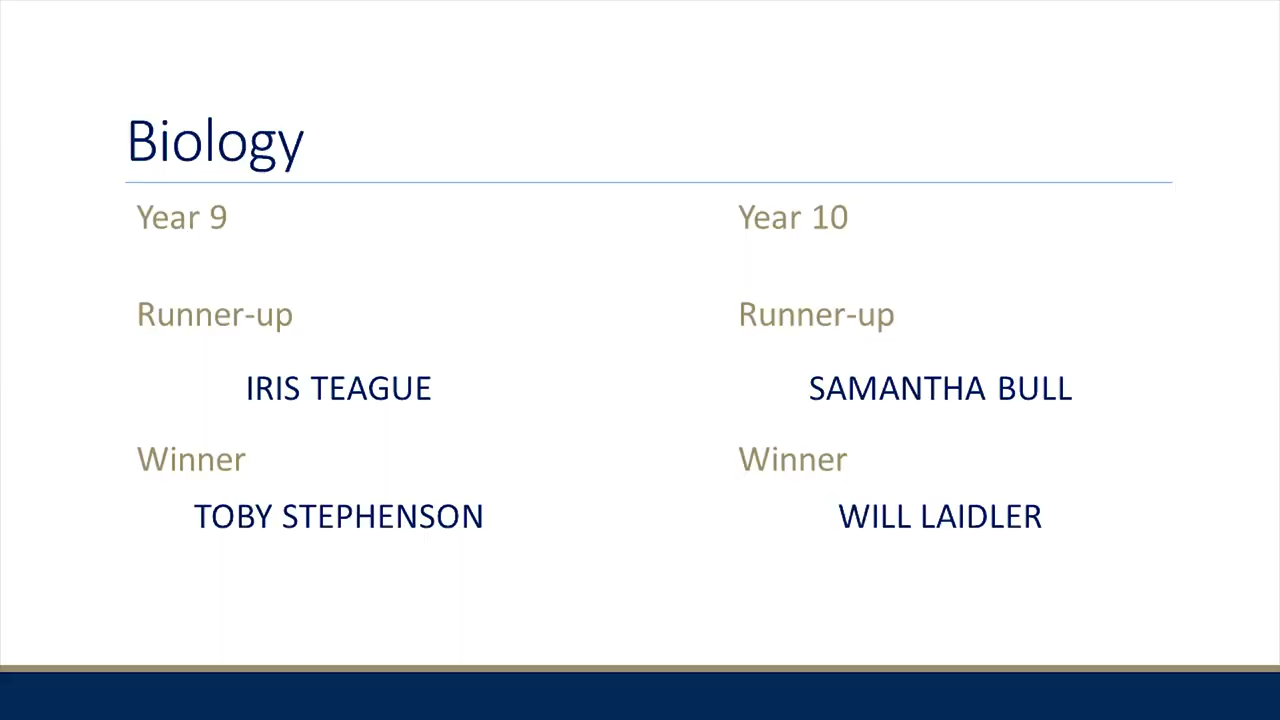 Biology
Year 9
Runner-up
IRIS TEAGUE
Winner
TOBY STEPHENSON
Year 10
Runner-up
SAMANTHA BULL
Winner
WILL LAIDLER